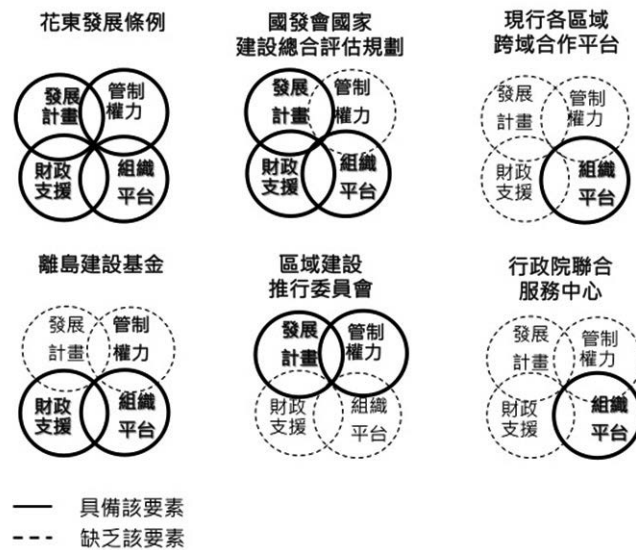 花東發展條例
國發會國家
建設總合評估規劃
現行各區域
跨域合作平台
發展
計畫
管制
權力
財政
支援
組織
平台
發展
計畫
管制
權力
財政
支援
組織
平台
發展
計畫
管制
權力
財政
支援
組織
平台
離島建設基金
區域建設
推行委員會
行政院聯合
服務中心
發展
計畫
管制
權力
財政
支援
組織
平台
發展
計畫
管制
權力
財政
支援
組織
平台
發展
計畫
管制
權力
財政
支援
組織
平台
具備該要素
缺乏該要素